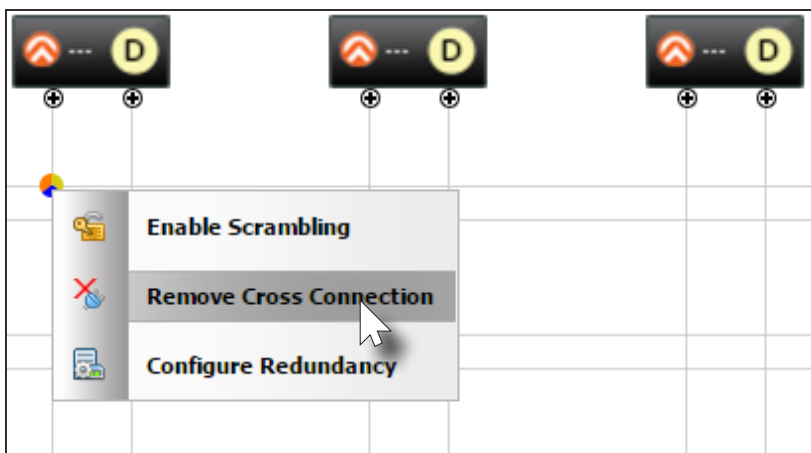 --- D --- D --- D
Enable Scrambling
Remove Cross Connection
Configure Redundancy